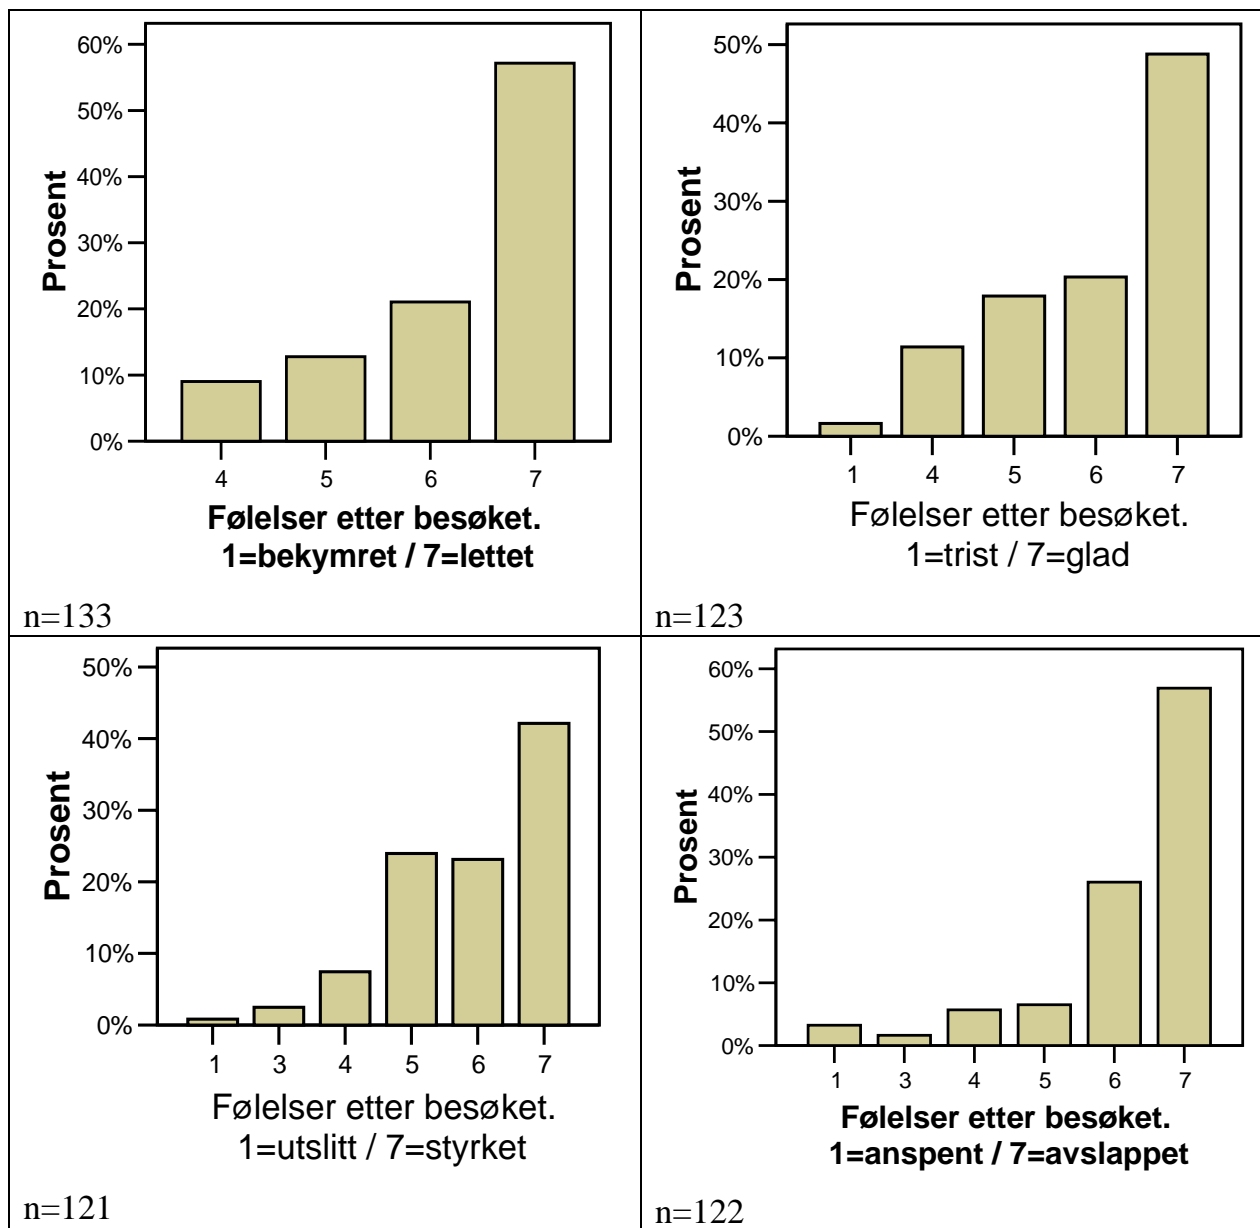 60%
50%
40%
30%
20%
10%
0%
Prosent
4 5 6 7
Følelser etter besøket.
1=bekymret / 7=lettet
n=133
50%
40%
30%
20%
10%
0%
Prosent
1 4 5 6 7
Følelser etter besøket.
1=trist / 7=glad
n=123
50%
40%
30%
20%
10%
0%
Prosent
1 3 4 5 6 7
Følelser etter besøket.
1=utslitt / 7=styrket
n=121
60%
50%
40%
30%
20%
10%
0%
Prosent
1 3 4 5 6 7
Følelser etter besøket.
1=anspent / 7=avslappet
n=122